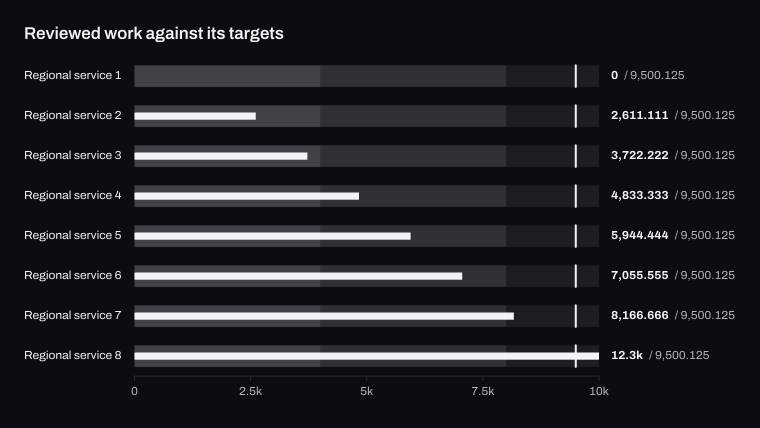 Reviewed work against its targets
Regional service 1 0 / 9,500.125
Regional service 2 2,611.111 / 9,500.125
Regional service 3 3,722.222 / 9,500.125
Regional service 4 4,833.333 / 9,500.125
Regional service 5 5,944.444 / 9,500.125
Regional service 6 7,055.555 / 9,500.125
Regional service 7 8,166.666 / 9,500.125
Regional service 8 12.3k / 9,500.125
0 2.5k 5k 7.5k 10k